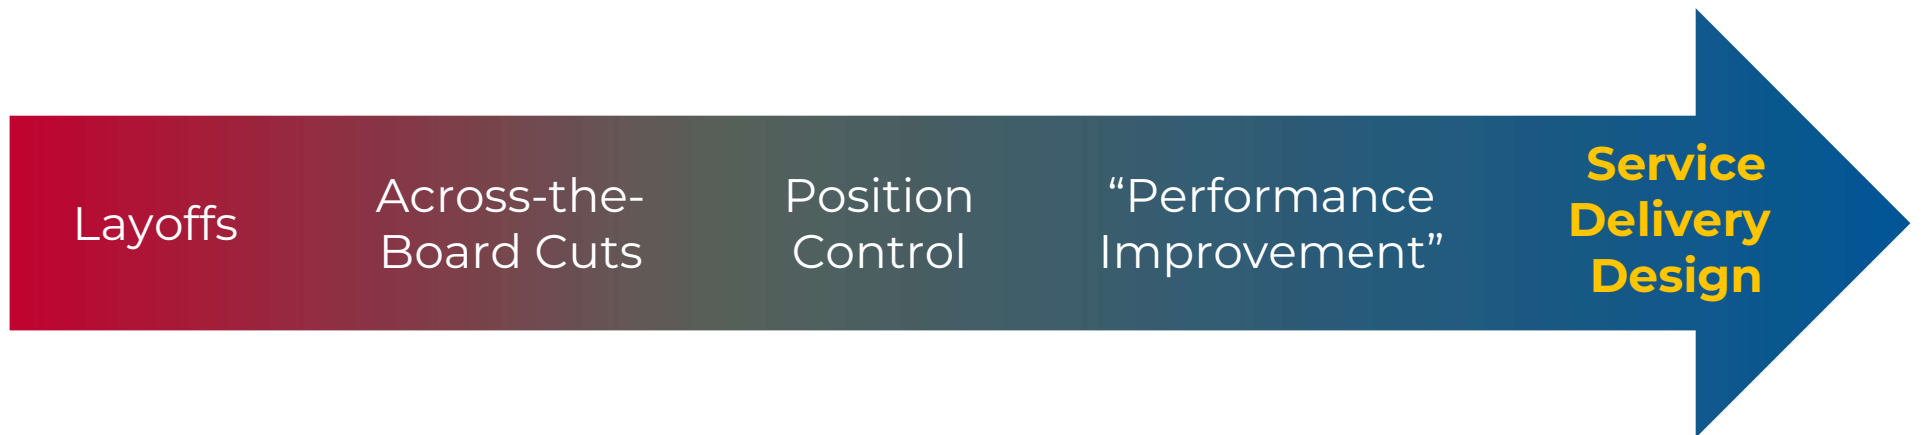 Layoffs
Across-the-
Board Cuts
Position
Control
“Performance
Improvement”
Service
Delivery
Design